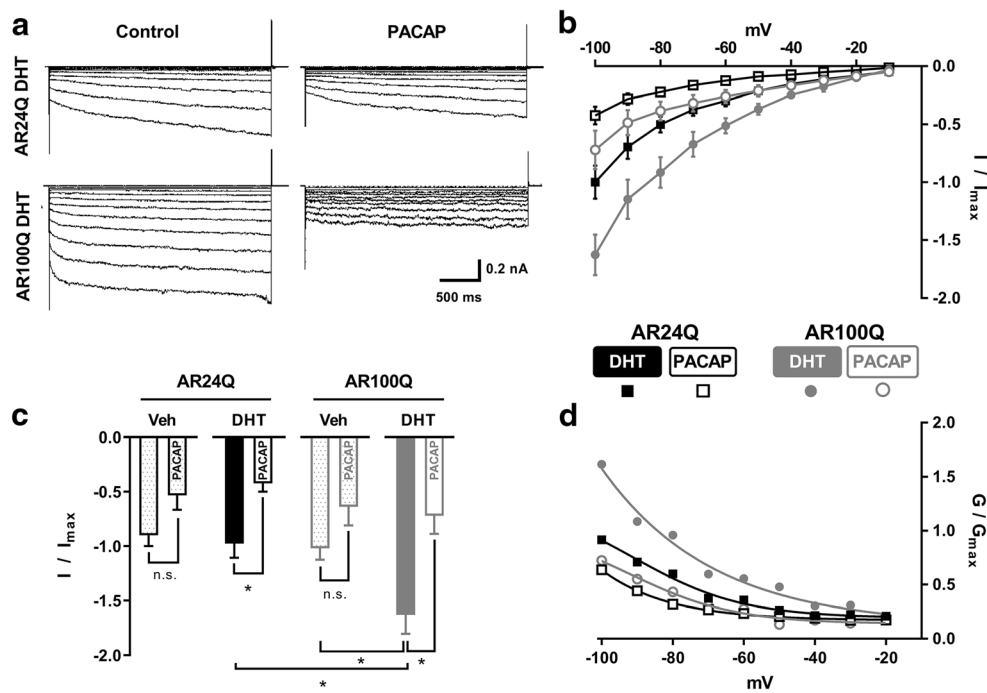 a
Control
PACAP
AR24Q DHT
AR100Q DHT
0.2 nA
500 ms
b
mV
-100 -80 -60 -40 -20
0.0
-0.5
-1.0
-1.5
-2.0
I / Imax
AR24Q
AR100Q
DHT
PACAP
DHT
PACAP
c
AR24Q
AR100Q
Veh
DHT
Veh
DHT
0.0
-0.5
-1.0
-1.5
-2.0
I / Imax
PACAP
PACAP
PACAP
PACAP
n.s.
*
n.s.
*
*
*
d
2.0
1.5
1.0
0.5
0.0
G / Gmax
-100 -80 -60 -40 -20
mV